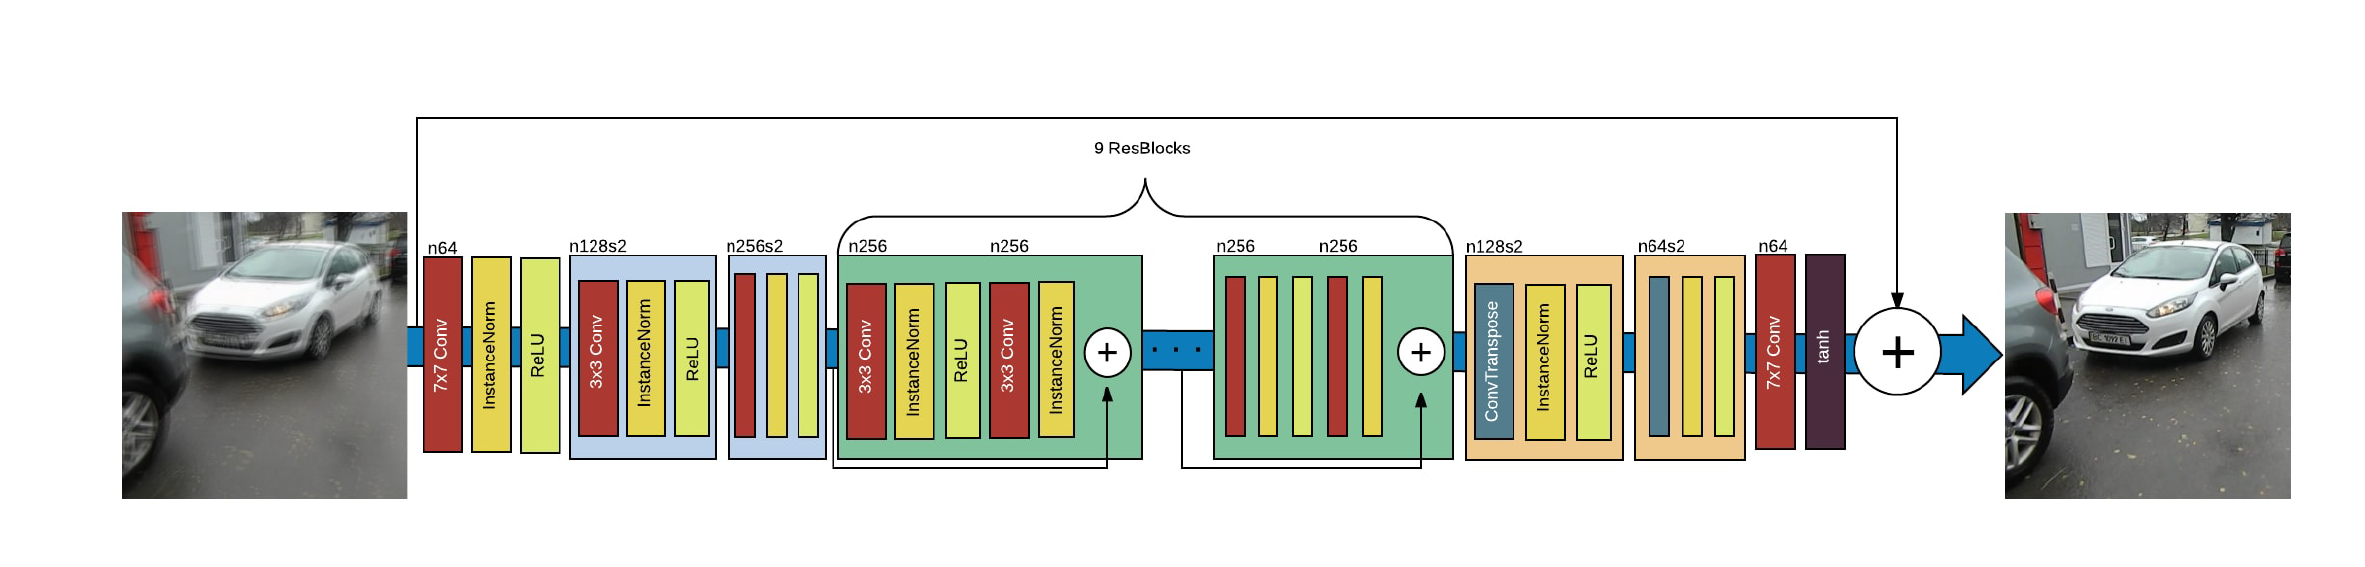 9 ResBlocks
n64
n128s2
n256s2
n256
n256
n256
n256
n128s2
n64s2
n64
7x7 Conv
InstanceNorm
ReLU
3x3 Conv
InstanceNorm
ReLU
3x3 Conv
InstanceNorm
ReLU
3x3 Conv
InstanceNorm
+
. . .
+
ConvTranspose
InstanceNorm
ReLU
7x7 Conv
tanh
+